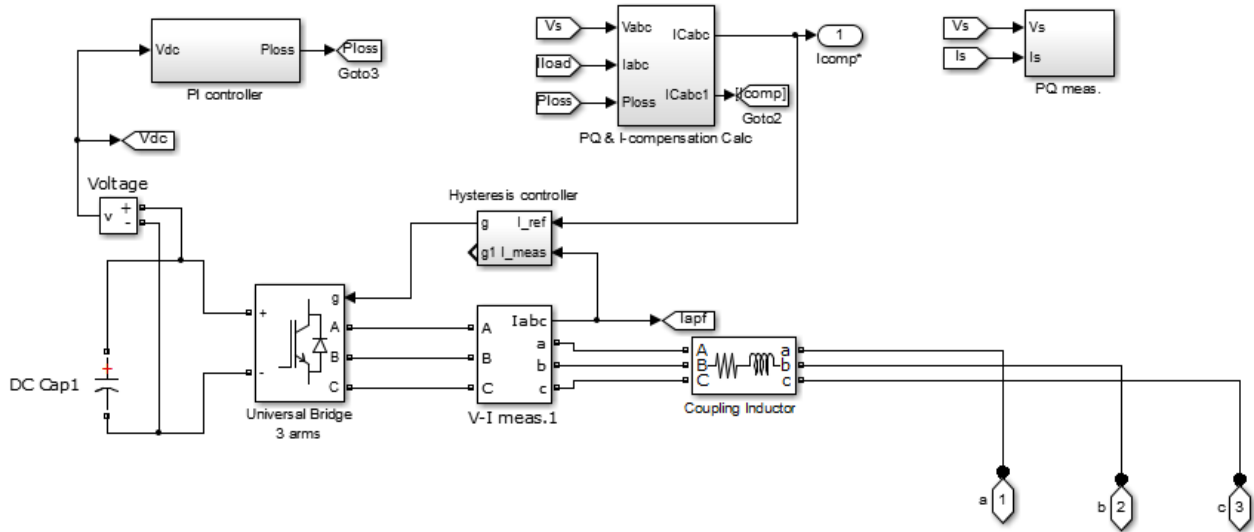 Vdc Ploss
Ploss
Goto3
PI controller
Vs
Iload
Ploss
Vabc ICabc
Iabc
Ploss ICabc1
[Icomp]
Goto2
PQ & I-compensation Calc
1
Icomp*
Vs
Is
Vs
Is
PQ meas.
Vdc
Voltage
v + -
Hysteresis controller
g I_ref
g1 I_meas
Iapf
DC Cap1
+
+
-
g
A
B
C
Universal Bridge
3 arms
Iabc
A a
B b
C c
V-I meas.1
A a
B b
C c
Coupling Inductor
a 1
b 2
c 3